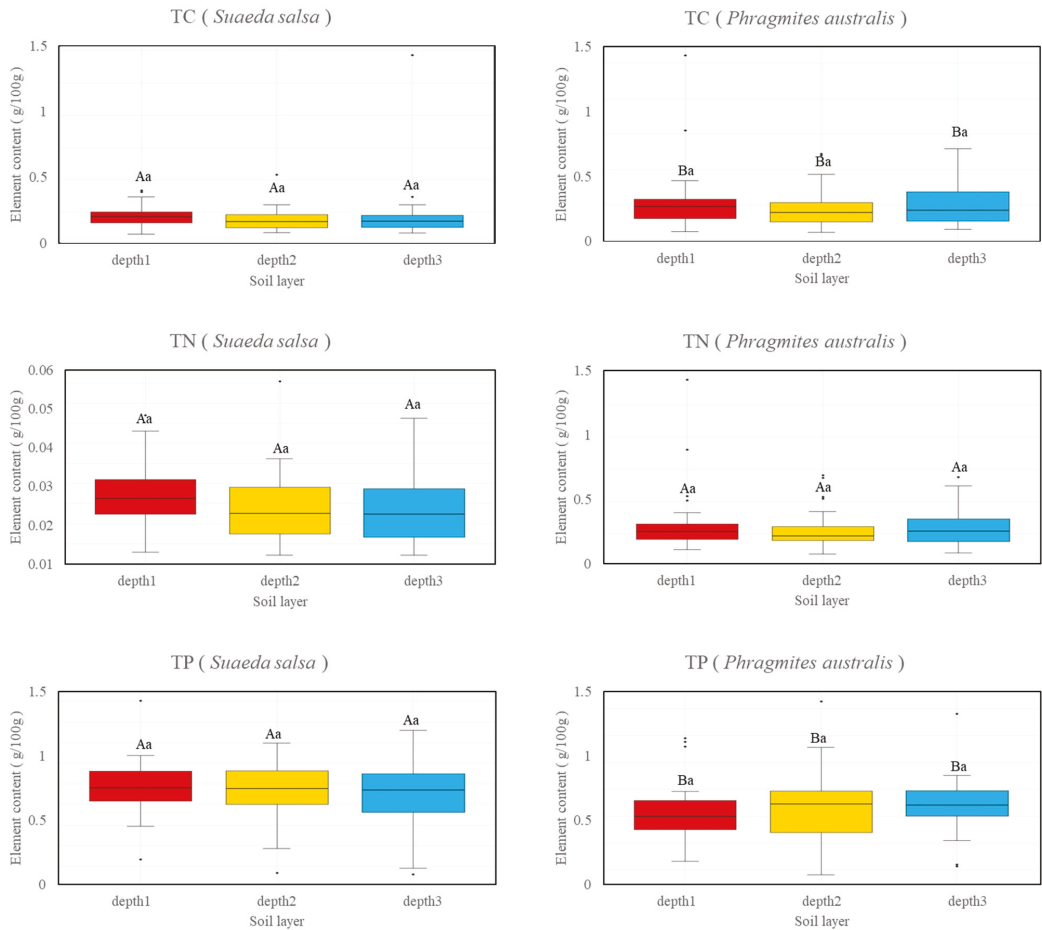 TC ( Suaeda salsa )
Element content ( g/100g )
1.5
1
0.5
0
Aa
Aa
Aa
depth1
depth2
depth3
Soil layer
TC ( Phragmites australis )
Element content ( g/100g )
1.5
1
0.5
0
Ba
Ba
Ba
depth1
depth2
depth3
Soil layer
TN ( Suaeda salsa )
Element content ( g/100g )
0.06
0.05
0.04
0.03
0.02
0.01
Aa
Aa
Aa
depth1
depth2
depth3
Soil layer
TN ( Phragmites australis )
Element content ( g/100g )
1.5
1
0.5
0
Aa
Aa
Aa
depth1
depth2
depth3
Soil layer
TP ( Suaeda salsa )
Element content ( g/100g )
1.5
1
0.5
0
Aa
Aa
Aa
depth1
depth2
depth3
Soil layer
TP ( Phragmites australis )
Element content ( g/100g )
1.5
1
0.5
0
Ba
Ba
Ba
depth1
depth2
depth3
Soil layer